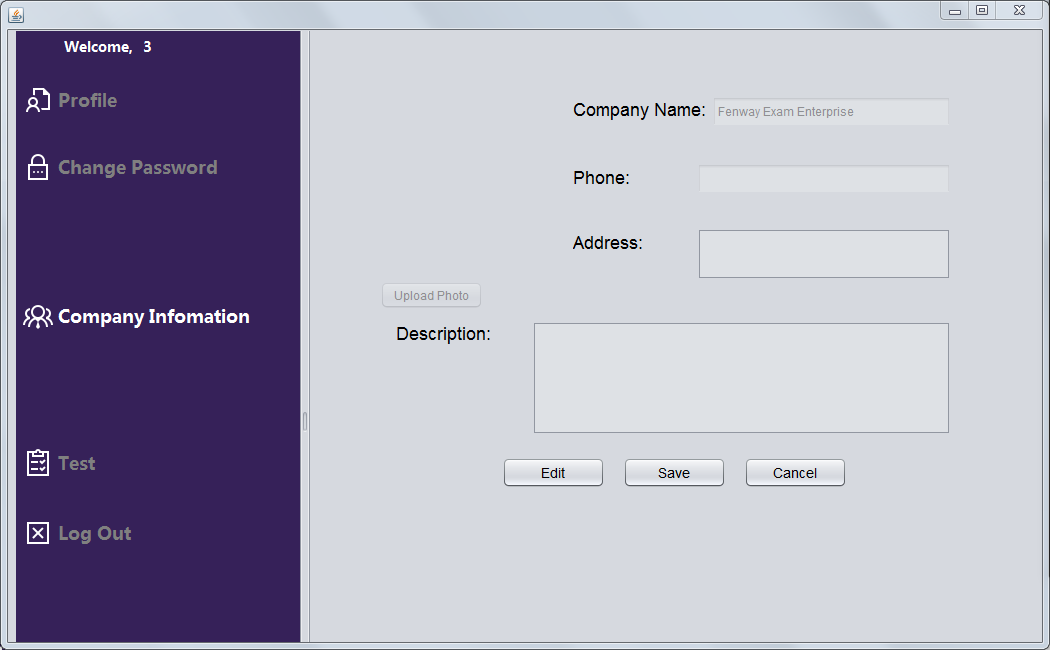 Welcome, 3
Profile
Change Password
Company Infomation
Test
Log Out
Company Name: Fenway Exam Enterprise
Phone:
Address:
Upload Photo
Description:
Edit Save Cancel